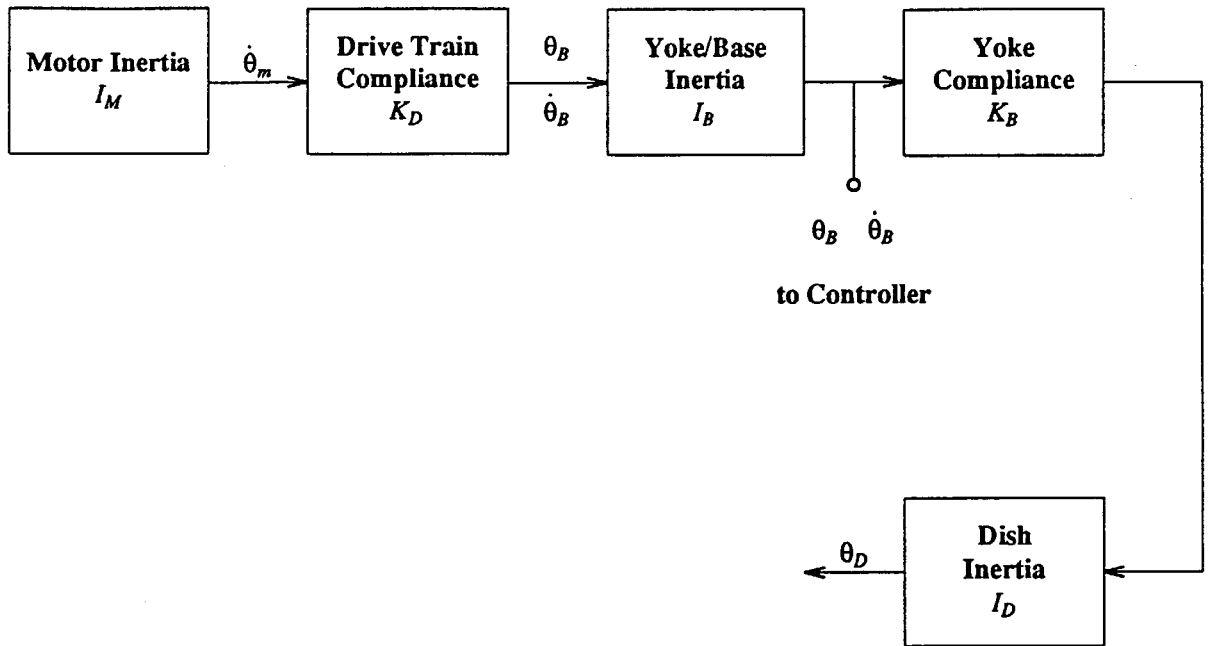 Motor Inertia
I_M
θ̇_m
Drive Train
Compliance
K_D
θ_B
θ̇_B
Yoke/Base
Inertia
I_B
Yoke
Compliance
K_B
θ_B θ̇_B
to Controller
θ_D
Dish
Inertia
I_D